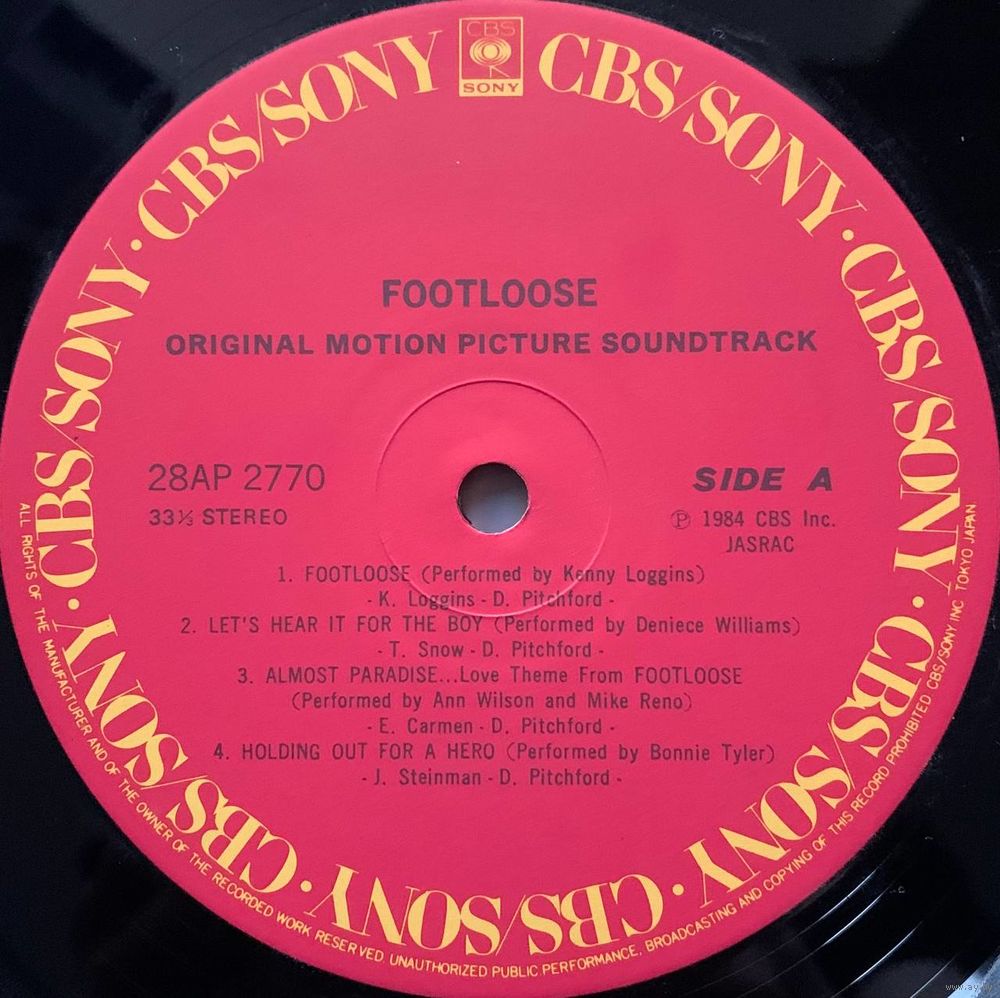 CBS
SONY
CBS/SONY · CBS/SONY · CBS/SONY · CBS/SONY · CBS/SONY · CBS/SONY · CBS/SONY
FOOTLOOSE
ORIGINAL MOTION PICTURE SOUNDTRACK
28AP 2770
33⅓ STEREO
SIDE A
Ⓟ 1984 CBS Inc.
JASRAC
1. FOOTLOOSE (Performed by Kenny Loggins)
- K. Loggins - D. Pitchford -
2. LET'S HEAR IT FOR THE BOY (Performed by Deniece Williams)
- T. Snow - D. Pitchford -
3. ALMOST PARADISE...Love Theme From FOOTLOOSE
(Performed by Ann Wilson and Mike Reno)
- E. Carmen - D. Pitchford -
4. HOLDING OUT FOR A HERO (Performed by Bonnie Tyler)
- J. Steinman - D. Pitchford -
ALL RIGHTS OF THE MANUFACTURER AND OF THE OWNER OF THE RECORDED WORK RESERVED. UNAUTHORIZED PUBLIC PERFORMANCE, BROADCASTING AND COPYING OF THIS RECORD PROHIBITED CBS/SONY INC TOKYO JAPAN